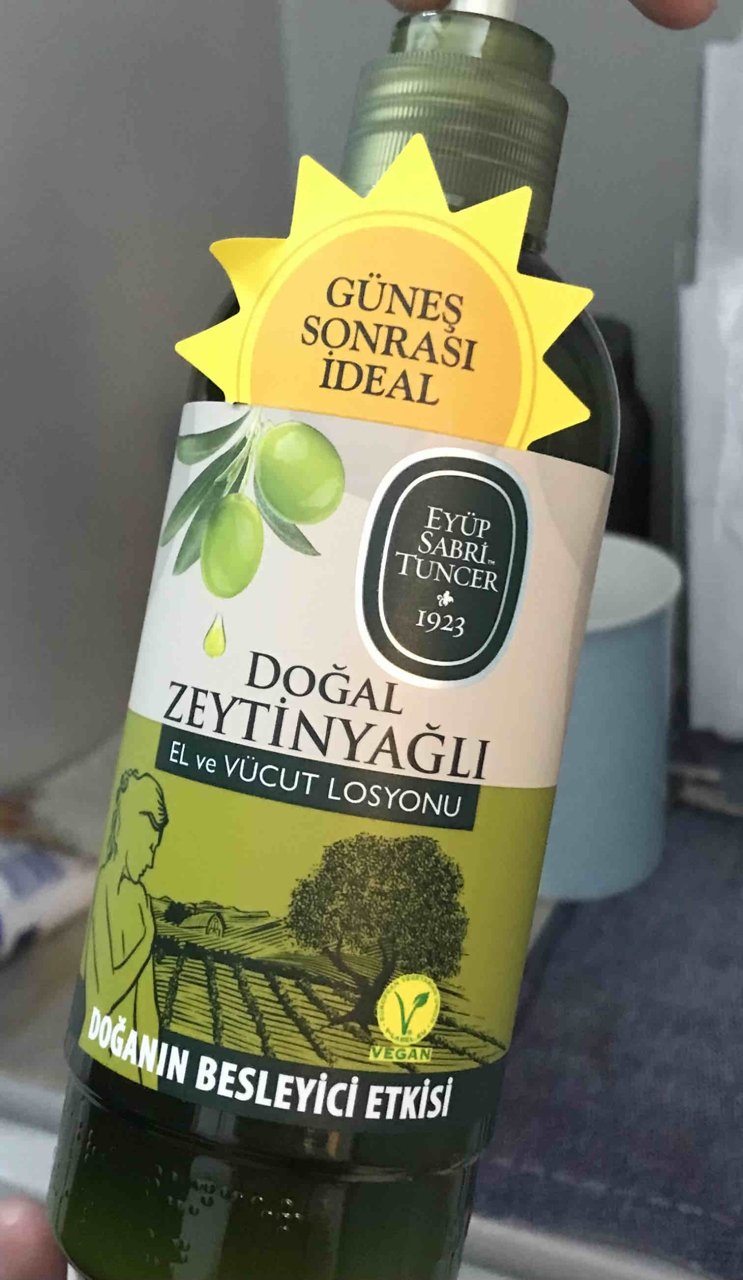 GÜNEŞ
SONRASI
İDEAL
EYÜP
SABRİ™
TUNCER
1923
DOĞAL
ZEYTİNYAĞLI
EL ve VÜCUT LOSYONU
VEGAN
DOĞANIN BESLEYİCİ ETKİSİ